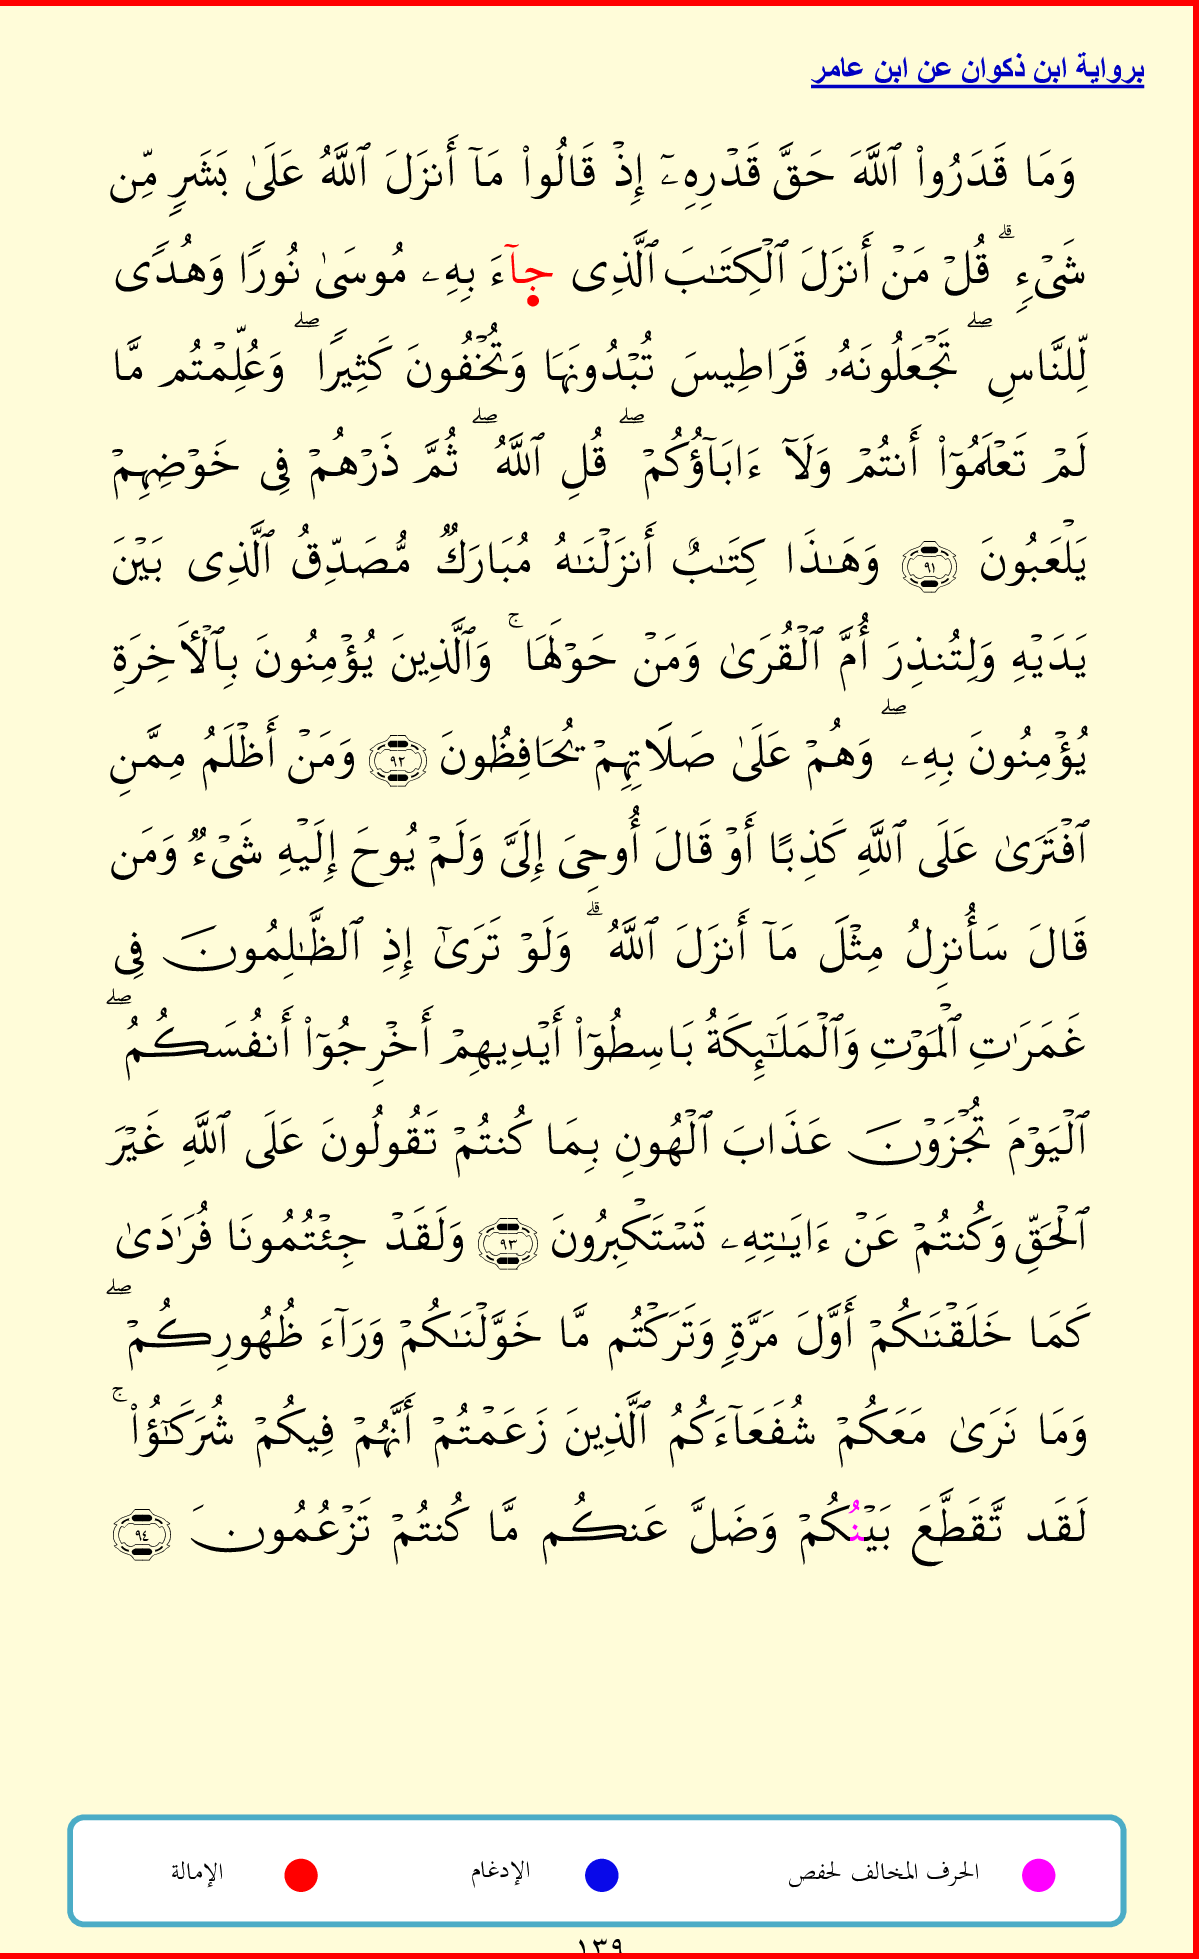 برواية ابن ذكوان عن ابن عامر
وَمَا قَدَرُواْ ٱللَّهَ حَقَّ قَدۡرِهِۦٓ إِذۡ قَالُواْ مَآ أَنزَلَ ٱللَّهُ عَلَىٰ بَشَرٖ مِّن
شَيۡءٖۗ قُلۡ مَنۡ أَنزَلَ ٱلۡكِتَٰبَ ٱلَّذِي جَآءَ بِهِۦ مُوسَىٰ نُورٗا وَهُدٗى
لِّلنَّاسِۖ تَجۡعَلُونَهُۥ قَرَاطِيسَ تُبۡدُونَهَا وَتُخۡفُونَ كَثِيرٗاۖ وَعُلِّمۡتُم مَّا
لَمۡ تَعۡلَمُوٓاْ أَنتُمۡ وَلَآ ءَابَآؤُكُمۡۖ قُلِ ٱللَّهُۖ ثُمَّ ذَرۡهُمۡ فِي خَوۡضِهِمۡ
يَلۡعَبُونَ ٩١ وَهَٰذَا كِتَٰبٌ أَنزَلۡنَٰهُ مُبَارَكٞ مُّصَدِّقُ ٱلَّذِي بَيۡنَ
يَدَيۡهِ وَلِتُنذِرَ أُمَّ ٱلۡقُرَىٰ وَمَنۡ حَوۡلَهَاۚ وَٱلَّذِينَ يُؤۡمِنُونَ بِٱلۡأَخِرَةِ
يُؤۡمِنُونَ بِهِۦۖ وَهُمۡ عَلَىٰ صَلَاتِهِمۡ يُحَافِظُونَ ٩٢ وَمَنۡ أَظۡلَمُ مِمَّنِ
ٱفۡتَرَىٰ عَلَى ٱللَّهِ كَذِبًا أَوۡ قَالَ أُوحِيَ إِلَيَّ وَلَمۡ يُوحَ إِلَيۡهِ شَيۡءٞ وَمَن
قَالَ سَأُنزِلُ مِثۡلَ مَآ أَنزَلَ ٱللَّهُۗ وَلَوۡ تَرَىٰٓ إِذِ ٱلظَّٰلِمُونَ فِي
غَمَرَٰتِ ٱلۡمَوۡتِ وَٱلۡمَلَٰٓئِكَةُ بَاسِطُوٓاْ أَيۡدِيهِمۡ أَخۡرِجُوٓاْ أَنفُسَكُمُۖ
ٱلۡيَوۡمَ تُجۡزَوۡنَ عَذَابَ ٱلۡهُونِ بِمَا كُنتُمۡ تَقُولُونَ عَلَى ٱللَّهِ غَيۡرَ
ٱلۡحَقِّ وَكُنتُمۡ عَنۡ ءَايَٰتِهِۦ تَسۡتَكۡبِرُونَ ٩٣ وَلَقَدۡ جِئۡتُمُونَا فُرَٰدَىٰ
كَمَا خَلَقۡنَٰكُمۡ أَوَّلَ مَرَّةٖ وَتَرَكۡتُم مَّا خَوَّلۡنَٰكُمۡ وَرَآءَ ظُهُورِكُمۡۖ
وَمَا نَرَىٰ مَعَكُمۡ شُفَعَآءَكُمُ ٱلَّذِينَ زَعَمۡتُمۡ أَنَّهُمۡ فِيكُمۡ شُرَكَٰٓؤُاْۚ
لَقَد تَّقَطَّعَ بَيۡنُكُمۡ وَضَلَّ عَنكُم مَّا كُنتُمۡ تَزۡعُمُونَ ٩٤
الحرف المخالف لحفص الإدغام الإمالة
١٣٩